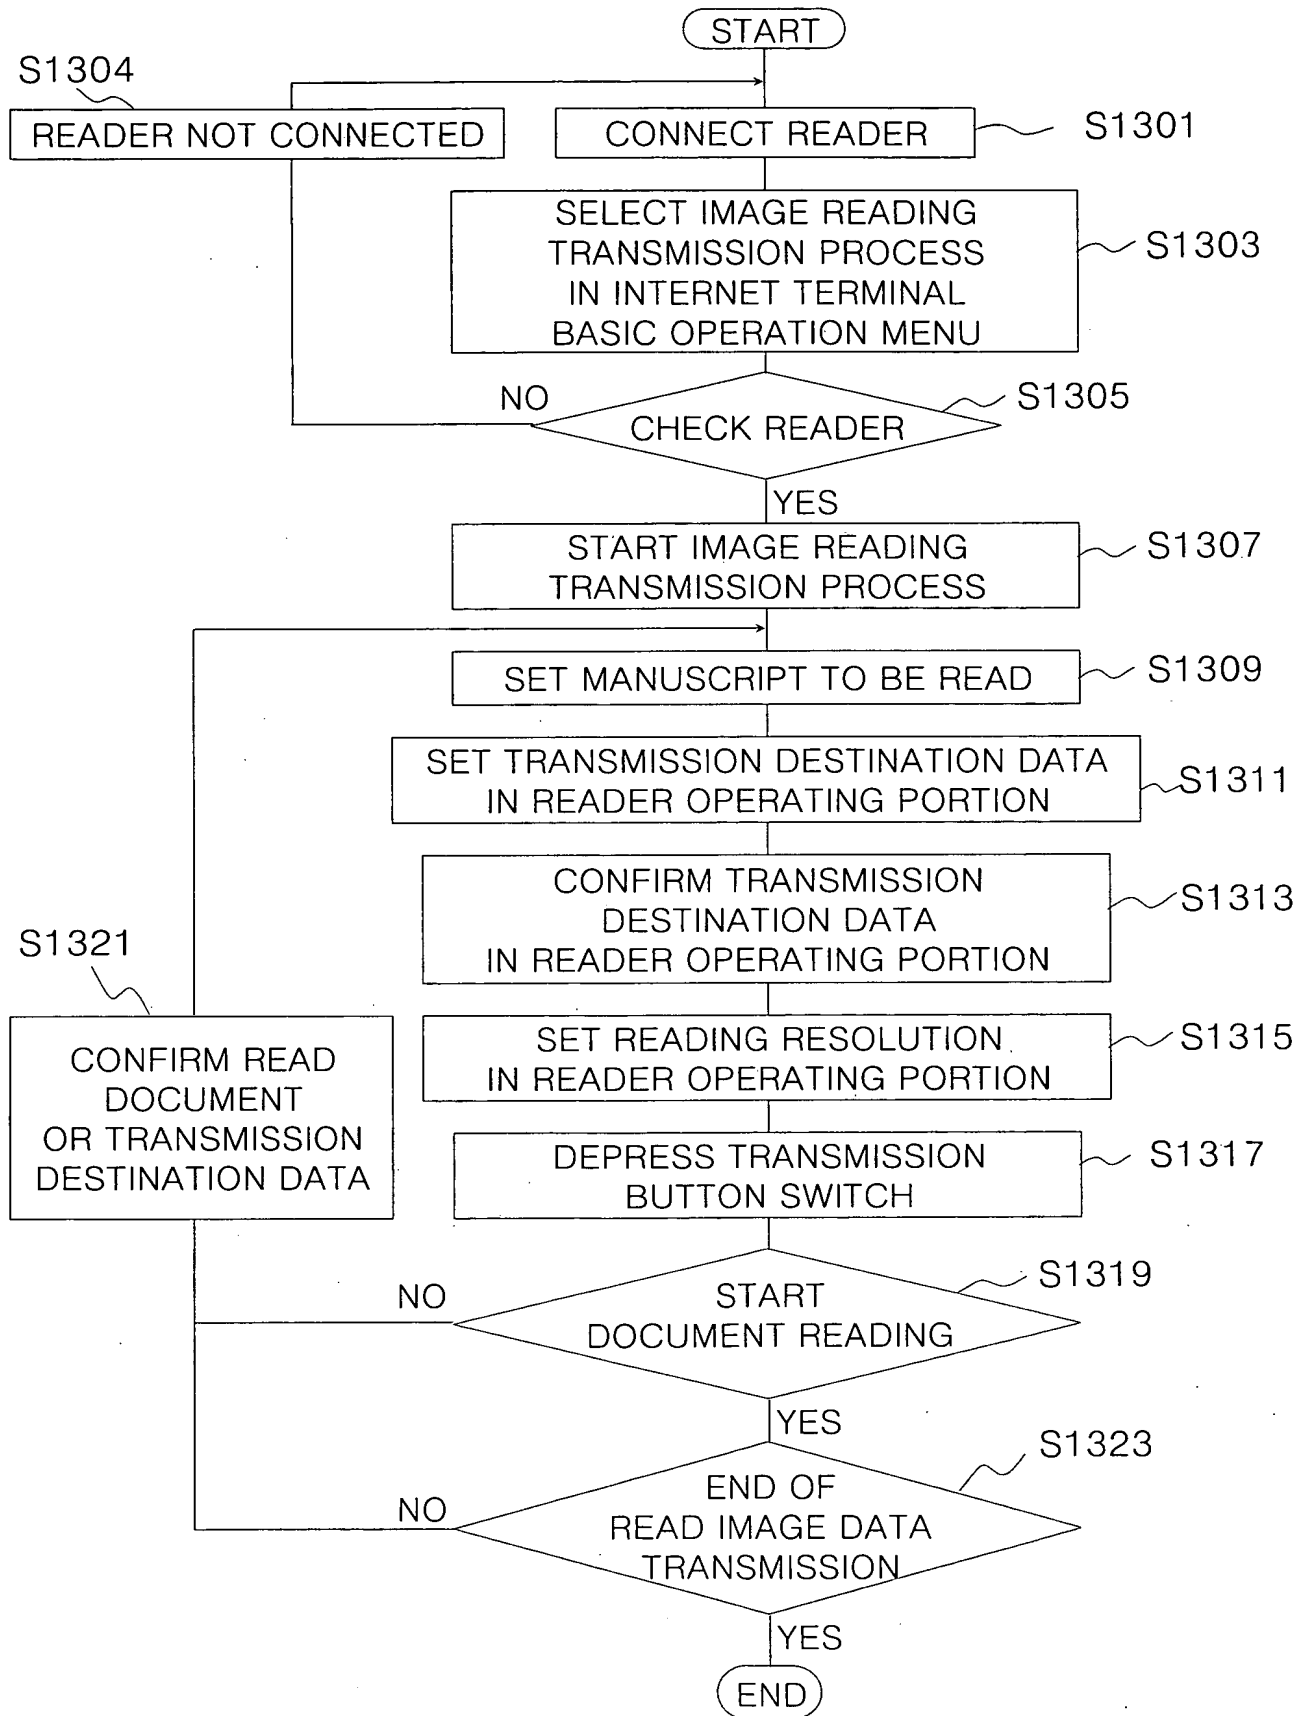 START
S1304
READER NOT CONNECTED
CONNECT READER
S1301
SELECT IMAGE READING
TRANSMISSION PROCESS
IN INTERNET TERMINAL
BASIC OPERATION MENU
S1303
NO
CHECK READER
S1305
YES
START IMAGE READING
TRANSMISSION PROCESS
S1307
SET MANUSCRIPT TO BE READ
S1309
SET TRANSMISSION DESTINATION DATA
IN READER OPERATING PORTION
S1311
CONFIRM TRANSMISSION
DESTINATION DATA
IN READER OPERATING PORTION
S1313
S1321
CONFIRM READ
DOCUMENT
OR TRANSMISSION
DESTINATION DATA
SET READING RESOLUTION
IN READER OPERATING PORTION
S1315
DEPRESS TRANSMISSION
BUTTON SWITCH
S1317
NO
START
DOCUMENT READING
S1319
YES
NO
END OF
READ IMAGE DATA
TRANSMISSION
S1323
YES
END